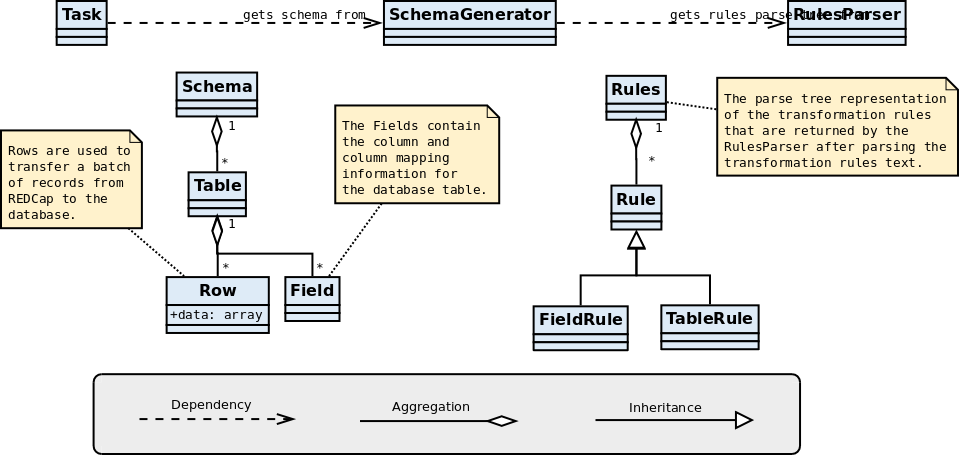 Task
gets schema from
SchemaGenerator
gets rules parse tree from
RulesParser
Schema
1
*
Table
1
*
*
Row
+data: array
Field
Rows are used to
transfer a batch
of records from
REDCap to the
database.
The Fields contain
the column and
column mapping
information for
the database table.
Rules
1
*
Rule
FieldRule
TableRule
The parse tree representation
of the transformation rules
that are returned by the
RulesParser after parsing the
transformation rules text.
Dependency
Aggregation
Inheritance